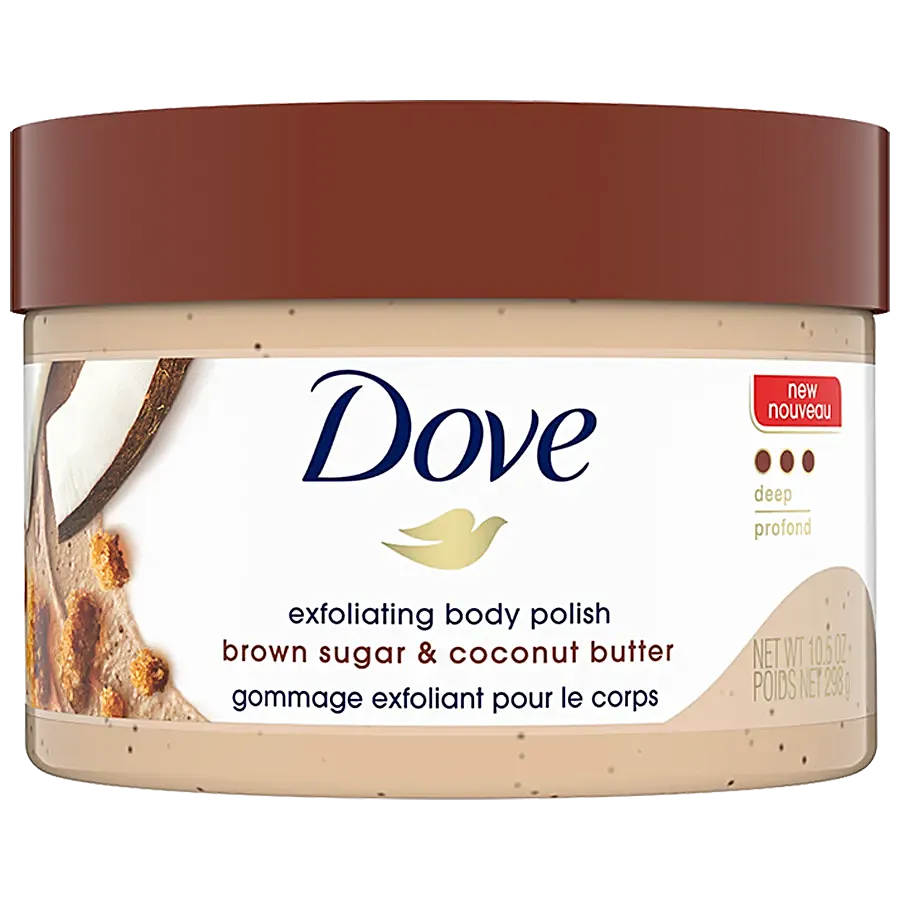 Dove
new
nouveau
deep
profond
exfoliating body polish
brown sugar & coconut butter
gommage exfoliant pour le corps
NET WT 10.5 OZ
POIDS NET 298 g